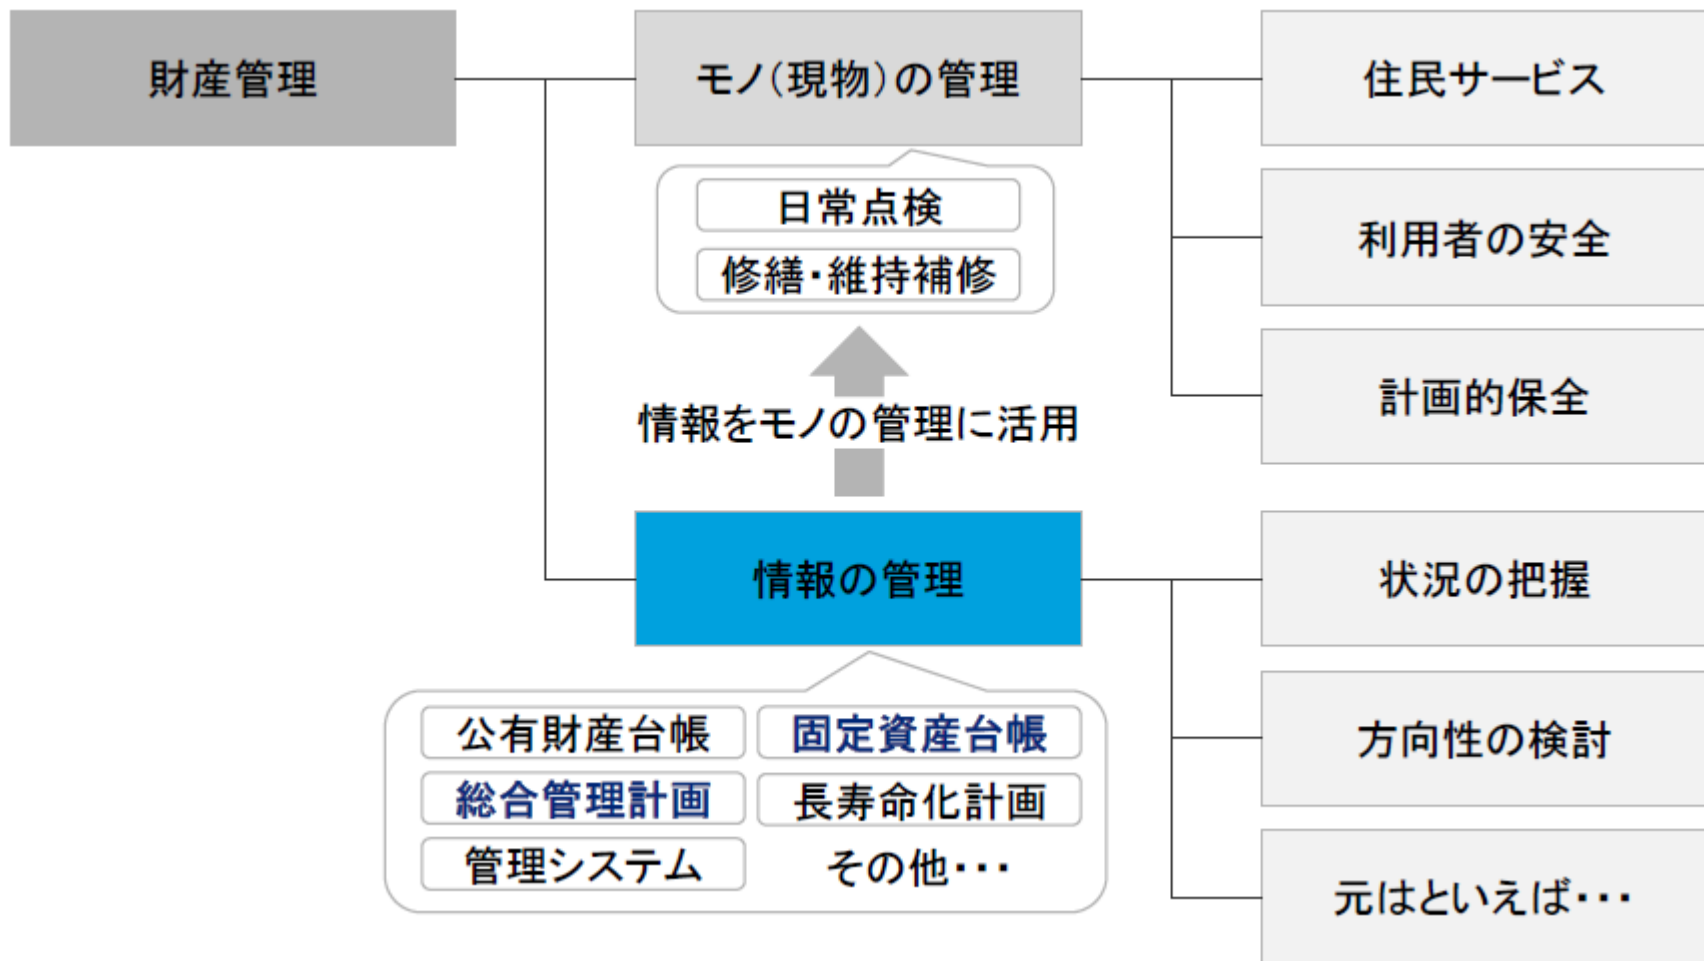 財産管理
モノ(現物)の管理
住民サービス
日常点検
修繕・維持補修
利用者の安全
計画的保全
情報をモノの管理に活用
情報の管理
状況の把握
公有財産台帳
固定資産台帳
総合管理計画
長寿命化計画
管理システム
その他・・・
方向性の検討
元はといえば・・・